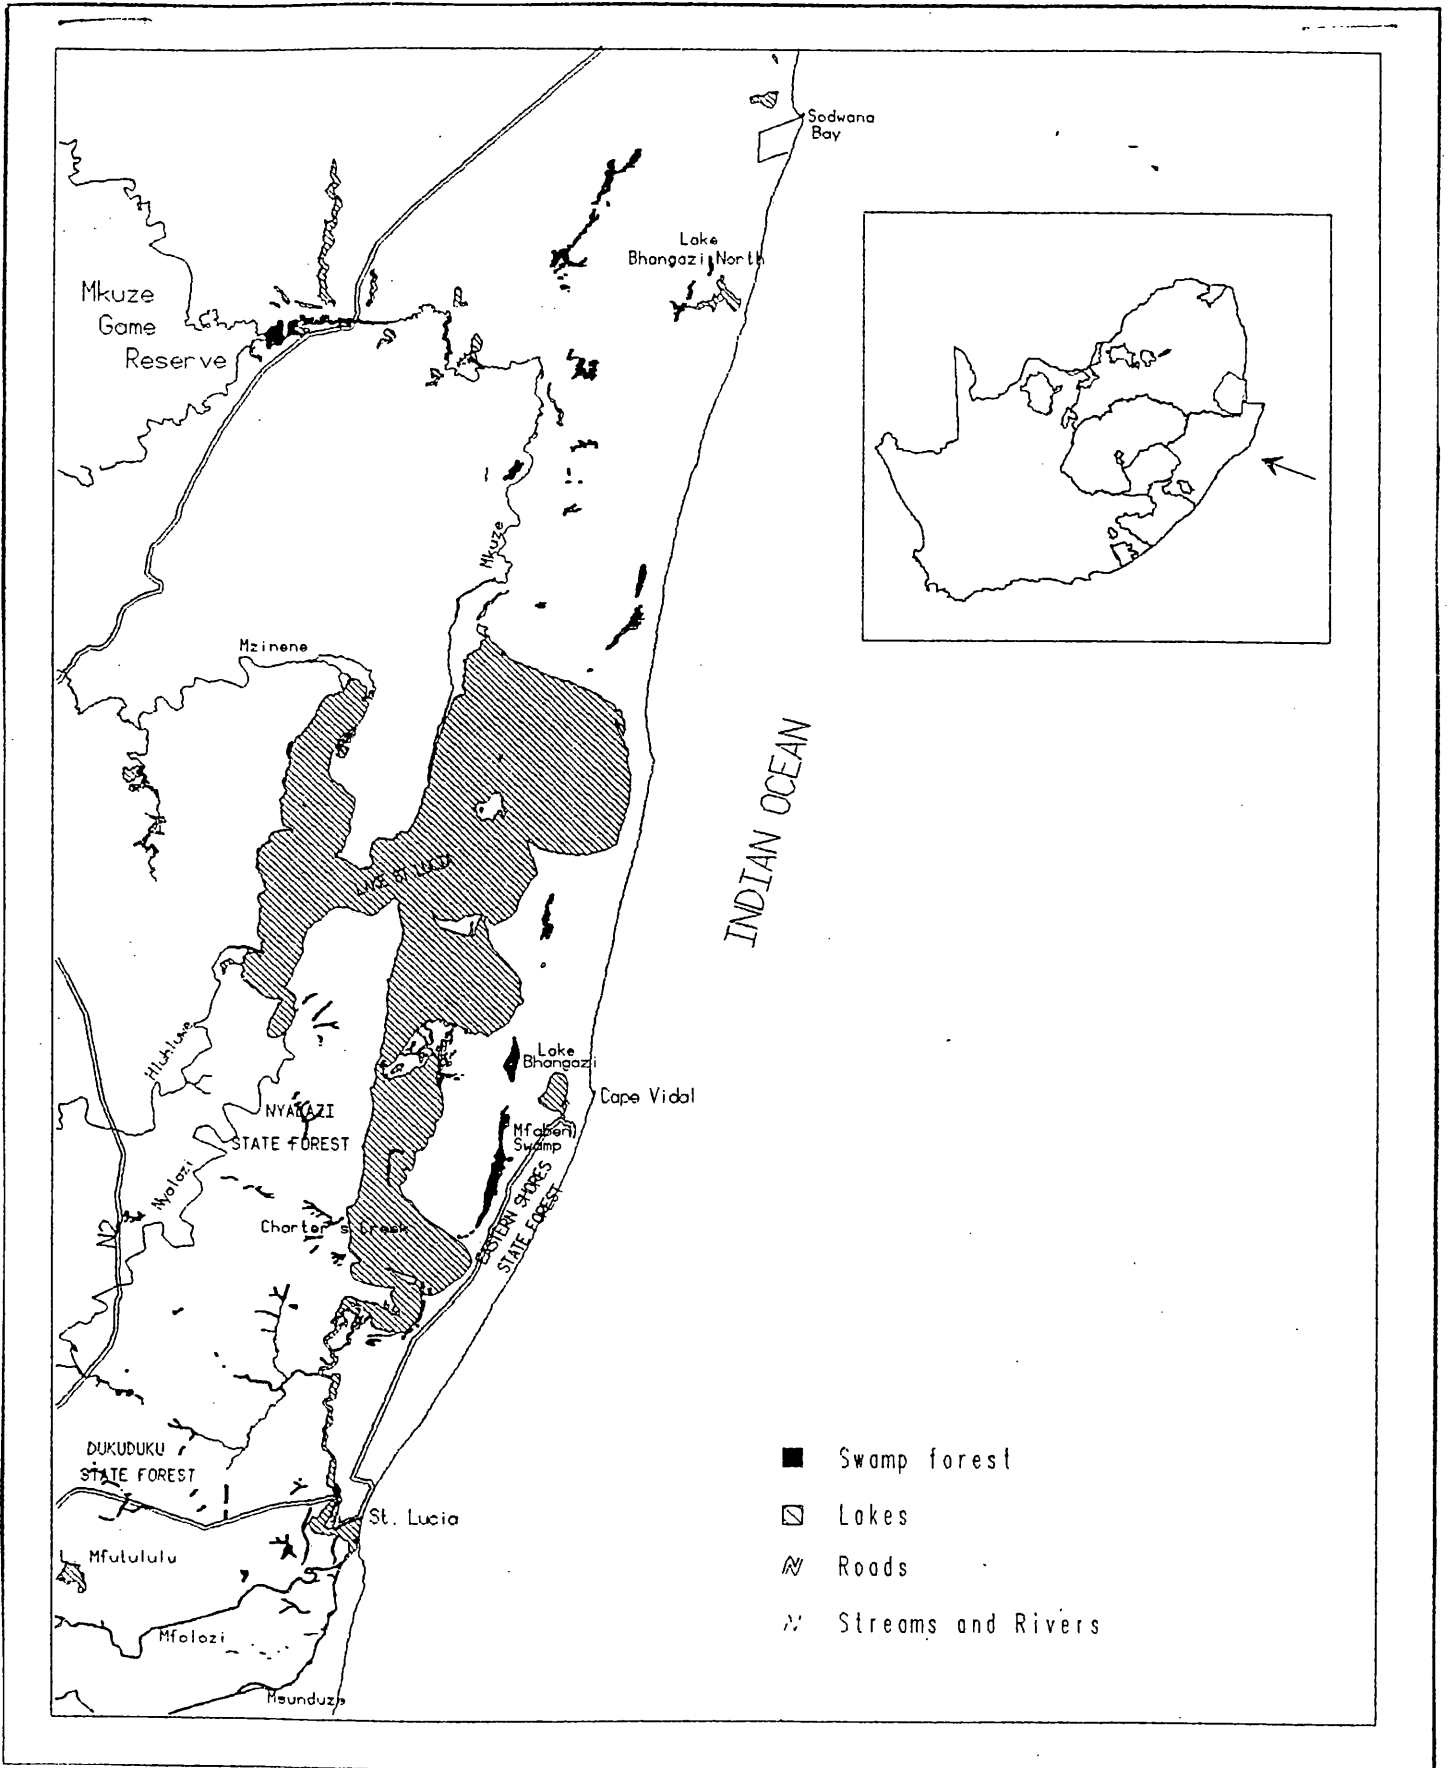 Sodwana
Bay
Lake
Bhangazi North
Mkuze
Game
Reserve
Mkuze
Mzinene
INDIAN OCEAN
LAKE ST LUCIA
Hluhluwe
Lake
Bhangazi
Cape Vidal
NYALAZI
STATE FOREST
Mfabeni
Swamp
Nyalazi
EASTERN SHORES
STATE FOREST
Charter's Creek
N2
DUKUDUKU
STATE FOREST
St. Lucia
Mfulululu
Mfolozi
Msunduze
Swamp forest
Lakes
Roads
Streams and Rivers